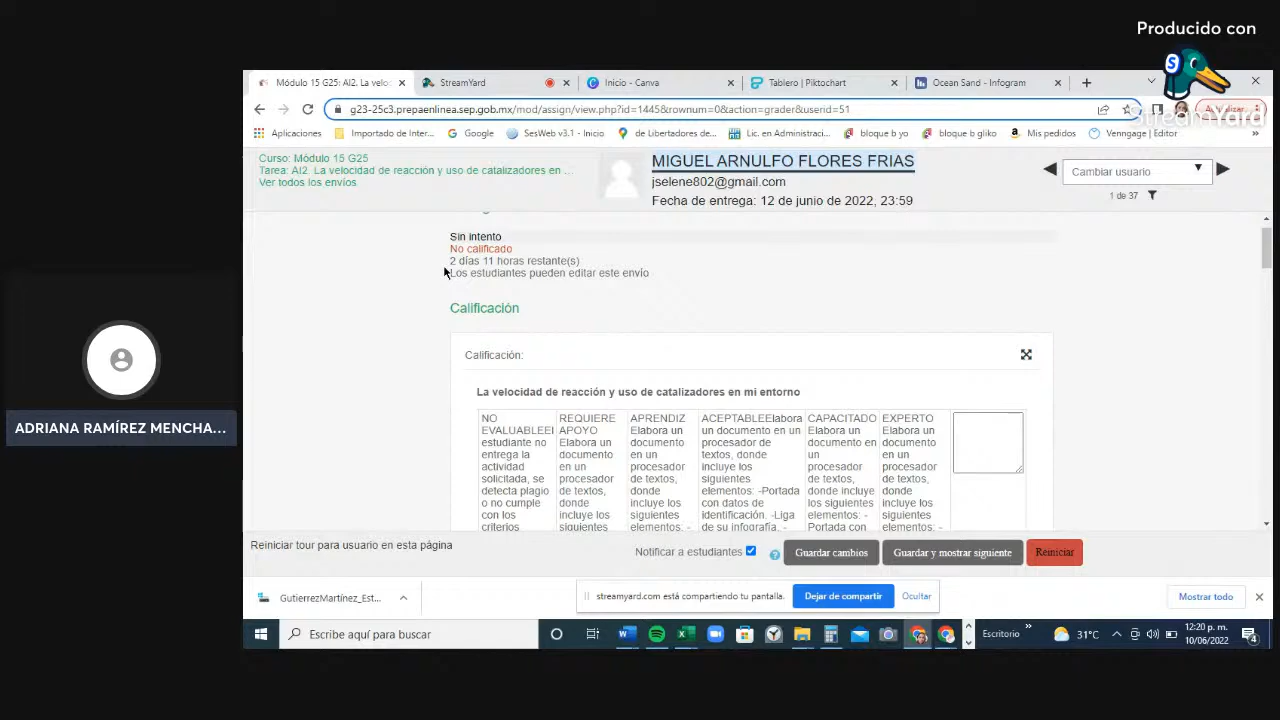 Producido con
StreamYard
Módulo 15 G25: AI2. La veloc
StreamYard
Inicio - Canva
Tablero | Piktochart
Ocean Sand - Infogram
g23-25c3.prepaenlinea.sep.gob.mx/mod/assign/view.php?id=1445&rownum=0&action=grader&userid=51
Aplicaciones
Importado de Inter...
Google
SesWeb v3.1 - Inicio
de Libertadores de...
Lic. en Administraci...
bloque b yo
bloque b gliko
Mis pedidos
Venngage | Editor
Curso: Módulo 15 G25
Tarea: AI2. La velocidad de reacción y uso de catalizadores en ...
Ver todos los envíos
MIGUEL ARNULFO FLORES FRIAS
jselene802@gmail.com
Fecha de entrega: 12 de junio de 2022, 23:59
Cambiar usuario
1 de 37
Sin intento
No calificado
2 días 11 horas restante(s)
Los estudiantes pueden editar este envío
Calificación
Calificación:
La velocidad de reacción y uso de catalizadores en mi entorno
NO
EVALUABLEEl
estudiante no
entrega la
actividad
solicitada, se
detecta plagio
o no cumple
con los
criterios
REQUIERE
APOYO
Elabora un
documento
en un
procesador
de textos,
donde
incluye los
siguientes
APRENDIZ
Elabora un
documento
en un
procesador
de textos,
donde
incluye los
siguientes
elementos: -
ACEPTABLEElabora
un documento en un
procesador de
textos, donde
incluye los
siguientes
elementos: -Portada
con datos de
identificación. -Liga
de su infografía. -
CAPACITADO
Elabora un
documento
en un
procesador
de textos,
donde incluye
los siguientes
elementos: -
Portada con
EXPERTO
Elabora un
documento
en un
procesador
de textos,
donde
incluye los
siguientes
elementos: -
Reiniciar tour para usuario en esta página
Notificar a estudiantes
Guardar cambios
Guardar y mostrar siguiente
Reiniciar
GutierrezMartínez_Est...
streamyard.com está compartiendo tu pantalla.
Dejar de compartir
Ocultar
Mostrar todo
Escribe aquí para buscar
Escritorio
31°C
12:20 p. m.
10/06/2022
4
ADRIANA RAMÍREZ MENCHA...